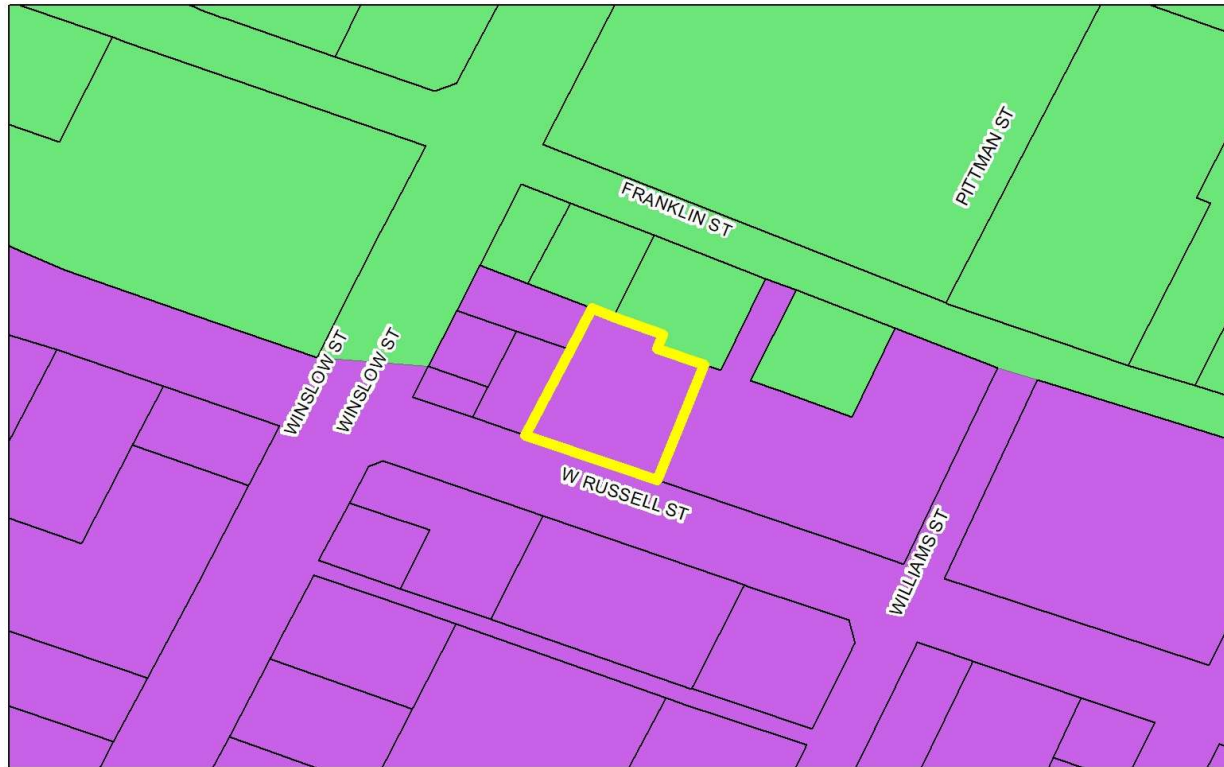 PITTMAN ST
FRANKLIN ST
WINSLOW ST
WINSLOW ST
W RUSSELL ST
WILLIAMS ST